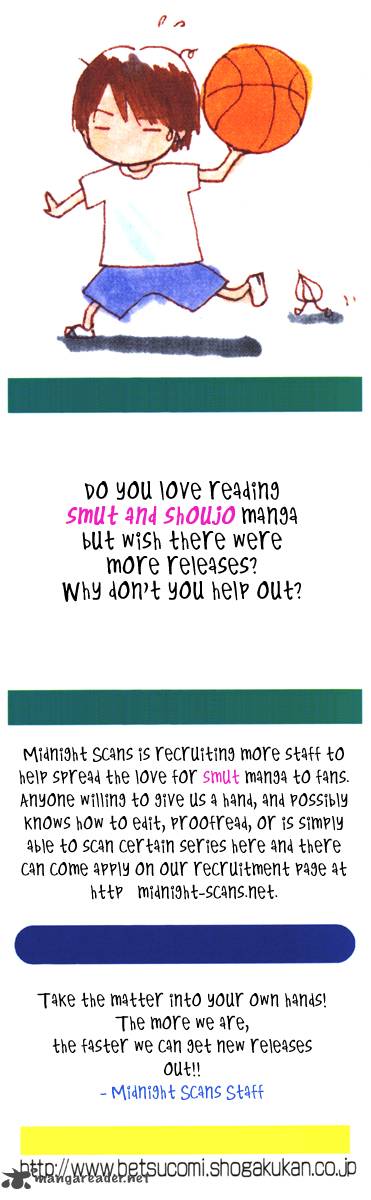 Do you love reading
smut and shoujo manga
but wish there were
more releases?
Why don't you help out?
Midnight Scans is recruiting more staff to
help spread the love for smut manga to fans.
Anyone willing to give us a hand, and possibly
knows how to edit, proofread, or is simply
able to scan certain series here and there
can come apply on our recruitment page at
http midnight-scans.net.
Take the matter into your own hands!
The more we are,
the faster we can get new releases
out!!
- Midnight Scans Staff
http://www.betsucomi.shogakukan.co.jp
mangareader.net